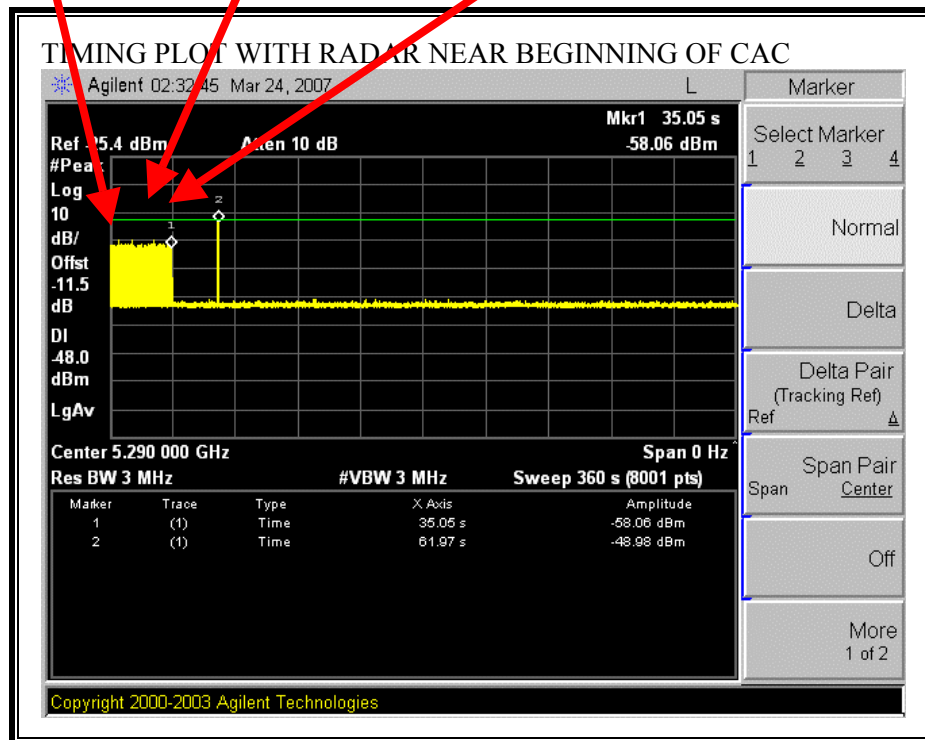 TIMING PLOT WITH RADAR NEAR BEGINNING OF CAC
Agilent 02:32:45 Mar 24, 2007 L
Marker
Mkr1 35.05 s
Ref -25.4 dBm Atten 10 dB -58.06 dBm
#Peak
Log
10
dB/
Offst
-11.5
dB
DI
-48.0
dBm
LgAv
1
2
Center 5.290 000 GHz Span 0 Hz
Res BW 3 MHz #VBW 3 MHz Sweep 360 s (8001 pts)
Marker Trace Type X Axis Amplitude
1 (1) Time 35.05 s -58.06 dBm
2 (1) Time 61.97 s -48.98 dBm
Select Marker
1 2 3 4
Normal
Delta
Delta Pair
(Tracking Ref)
Ref Δ
Span Pair
Span Center
Off
More
1 of 2
Copyright 2000-2003 Agilent Technologies